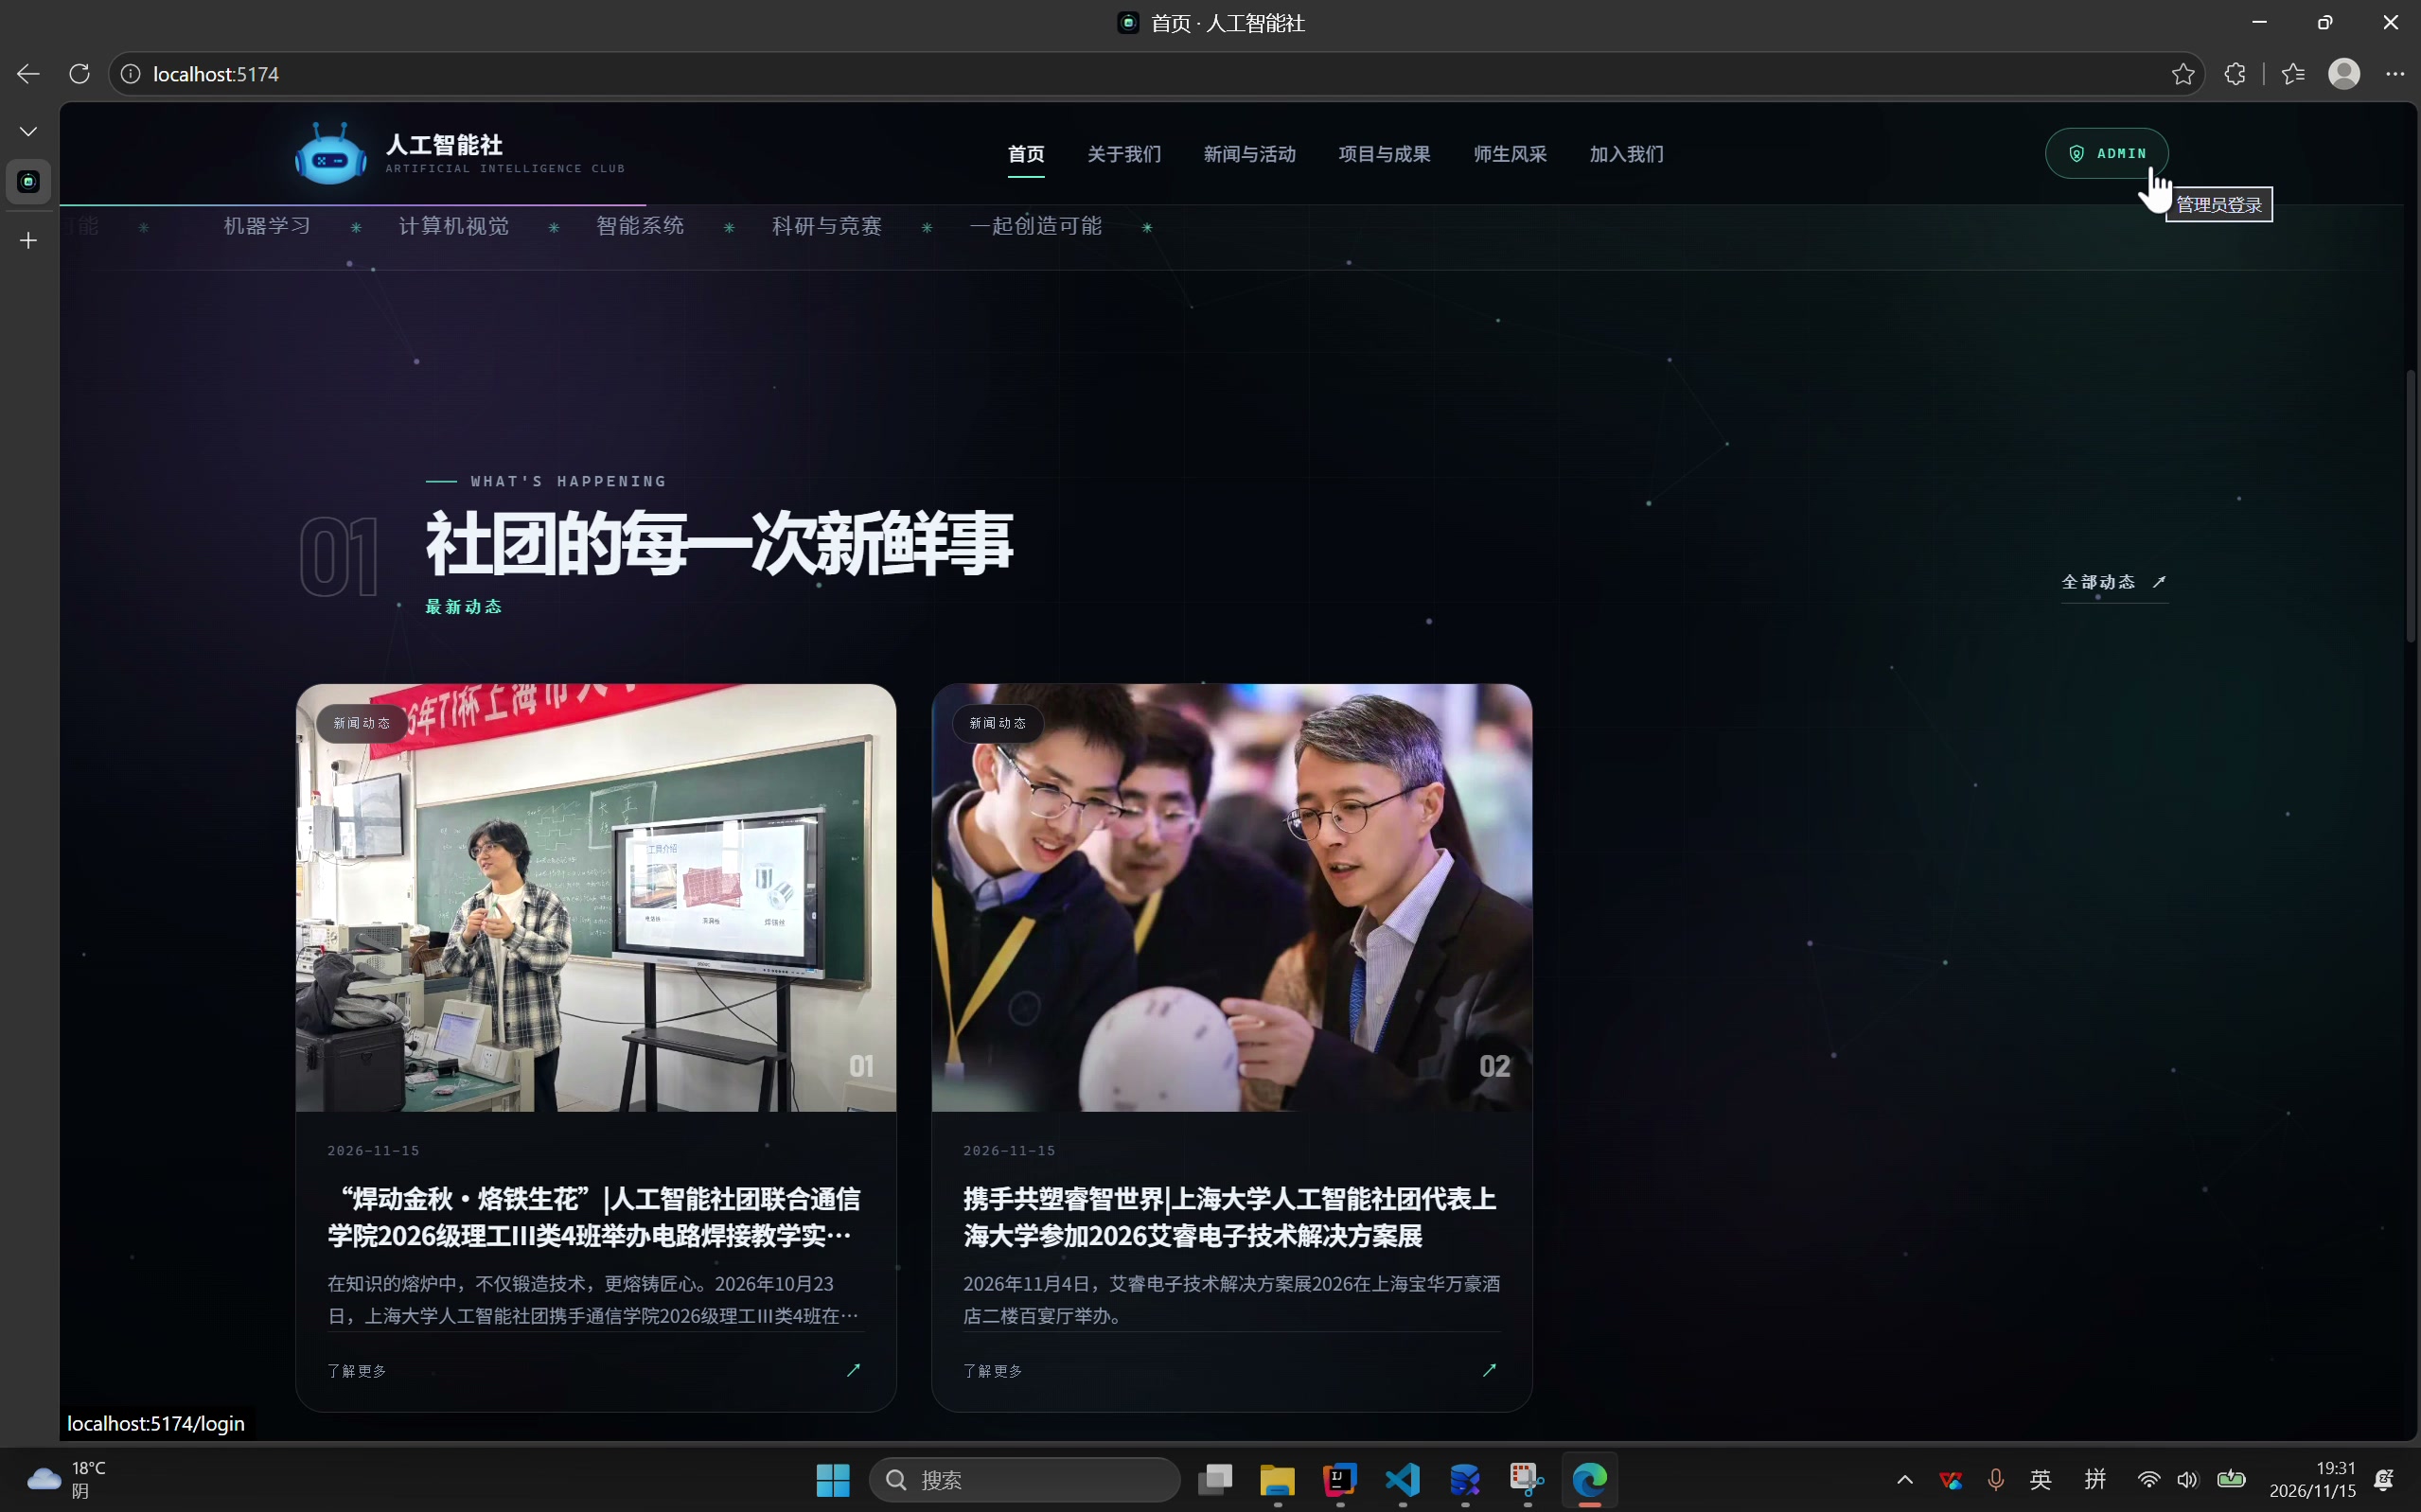 首页 · 人工智能社
localhost:5174
人工智能社
ARTIFICIAL INTELLIGENCE CLUB
首页 关于我们 新闻与活动 项目与成果 师生风采 加入我们
ADMIN
管理员登录
可能 * 机器学习 * 计算机视觉 * 智能系统 * 科研与竞赛 * 一起创造可能 *
WHAT'S HAPPENING
01
社团的每一次新鲜事
最新动态
全部动态
新闻动态
6年TI杯上海市大
工具介绍
01
2026-11-15
“焊动金秋·烙铁生花”|人工智能社团联合通信
学院2026级理工III类4班举办电路焊接教学实…
在知识的熔炉中，不仅锻造技术，更熔铸匠心。2026年10月23
日，上海大学人工智能社团携手通信学院2026级理工III类4班在…
了解更多
新闻动态
02
2026-11-15
携手共塑睿智世界|上海大学人工智能社团代表上
海大学参加2026艾睿电子技术解决方案展
2026年11月4日，艾睿电子技术解决方案展2026在上海宝华万豪酒
店二楼百宴厅举办。
了解更多
localhost:5174/login
18°C
阴
搜索
英
拼
19:31
2026/11/15